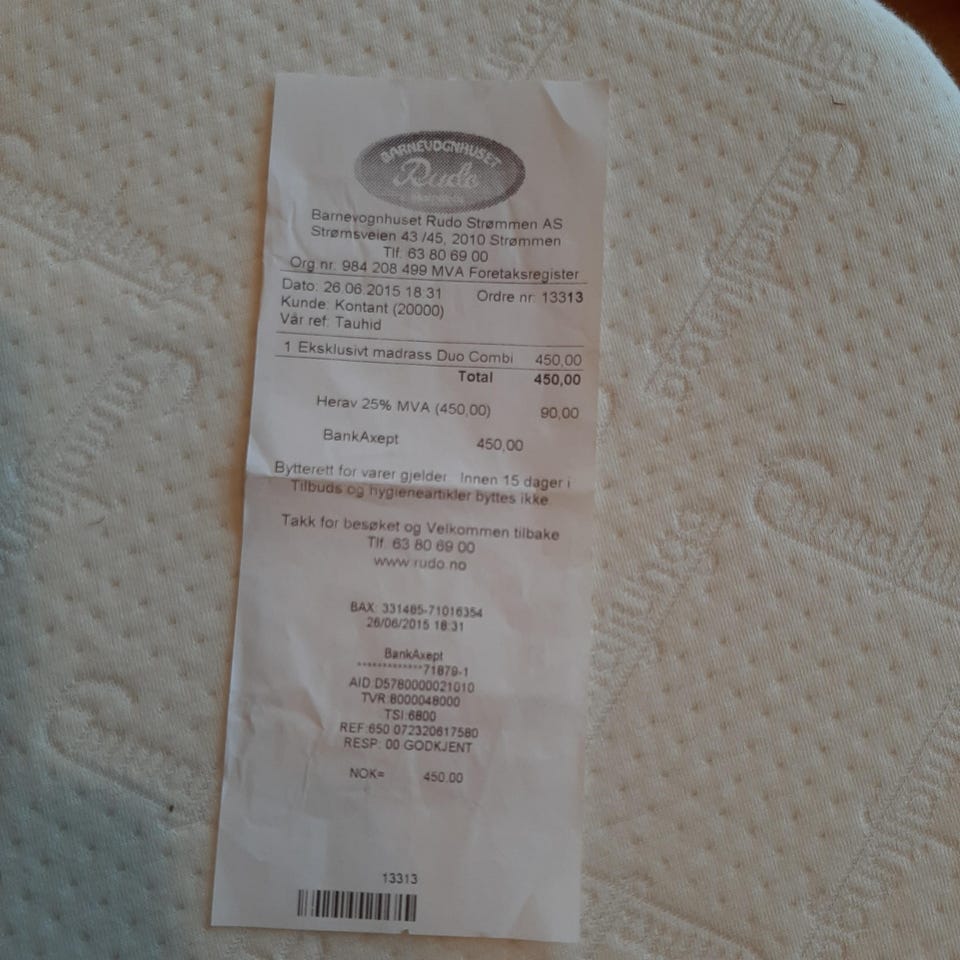 BARNEVOGNHUSET
Rudo
Barnevognhuset Rudo Strømmen AS
Strømsveien 43 /45, 2010 Strømmen
Tlf. 63 80 69 00
Org nr. 984 208 499 MVA Foretaksregister
Dato: 26.06.2015 18 31 Ordre nr: 13313
Kunde: Kontant (20000)
Vår ref: Tauhid
1 Eksklusivt madrass Duo Combi 450,00
Total 450,00
Herav 25% MVA (450,00) 90,00
BankAxept 450,00
Bytterett for varer gjelder. Innen 15 dager i
Tilbuds og hygieneartikler byttes ikke.
Takk for besøket og Velkommen tilbake
Tlf. 63 80 69 00
www.rudo.no
BAX: 331485-71016354
26/06/2015 18:31
BankAxept
************71879-1
AID:D5780000021010
TVR:8000048000
TSI:6800
REF:650 072320617580
RESP: 00 GODKJENT
NOK= 450.00
13313